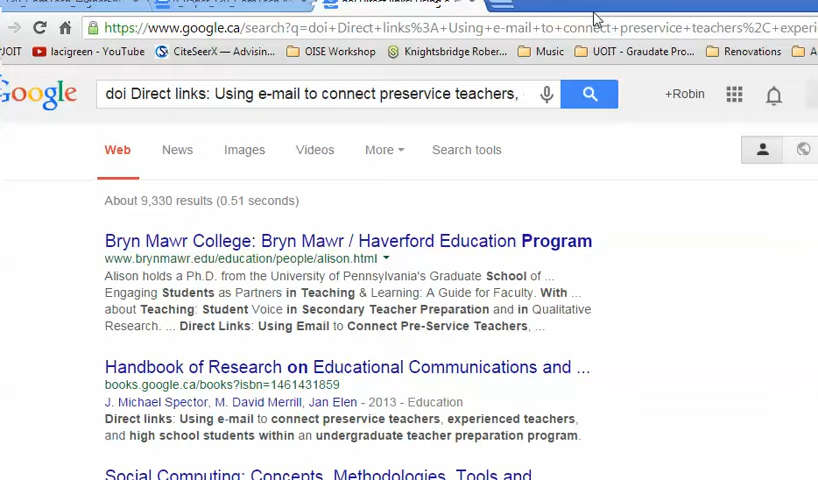 doi Direct links: Using e-
https://www.google.ca/search?q=doi+Direct+links%3A+Using+e-mail+to+connect+preservice+teachers%2C+experi
UOIT lacigreen - YouTube CiteSeerX — Advisin... OISE Workshop Knightsbridge Rober... Music UOIT - Graudate Pro... Renovations A
Google doi Direct links: Using e-mail to connect preservice teachers, +Robin
Web News Images Videos More Search tools
About 9,330 results (0.51 seconds)
Bryn Mawr College: Bryn Mawr / Haverford Education Program
www.brynmawr.edu/education/people/alison.html
Alison holds a Ph.D. from the University of Pennsylvania's Graduate School of ...
Engaging Students as Partners in Teaching & Learning: A Guide for Faculty. With ...
about Teaching: Student Voice in Secondary Teacher Preparation and in Qualitative
Research. ... Direct Links: Using Email to Connect Pre-Service Teachers, ...
Handbook of Research on Educational Communications and ...
books.google.ca/books?isbn=1461431859
J. Michael Spector, M. David Merrill, Jan Elen - 2013 - Education
Direct links: Using e-mail to connect preservice teachers, experienced teachers,
and high school students within an undergraduate teacher preparation program.
Social Computing: Concepts, Methodologies, Tools and